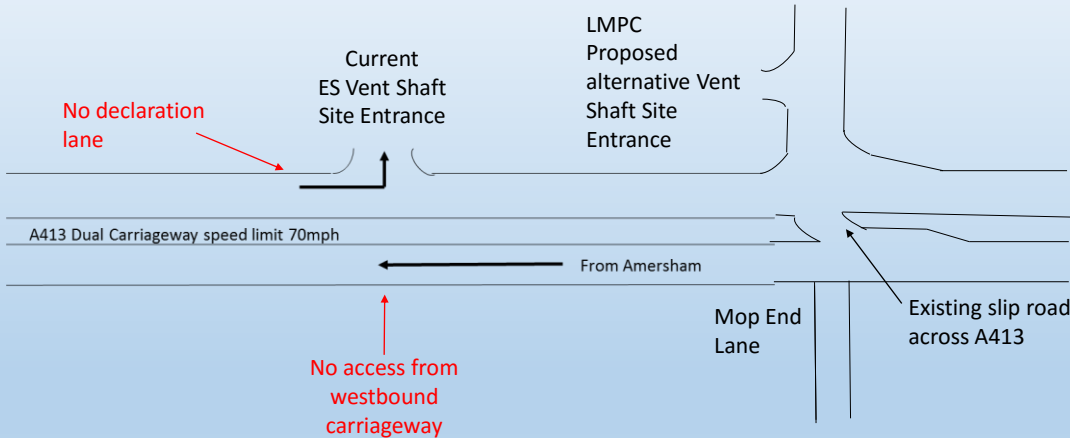 Current
ES Vent Shaft
Site Entrance
LMPC
Proposed
alternative Vent
Shaft Site
Entrance
No declaration
lane
A413 Dual Carriageway speed limit 70mph
From Amersham
Mop End
Lane
Existing slip road
across A413
No access from
westbound
carriageway